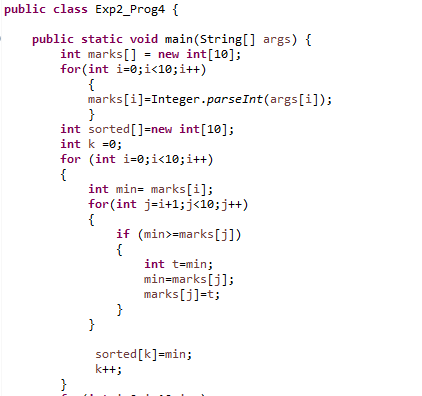 public class Exp2_Prog4 {
public static void main(String[] args) {
int marks[] = new int[10];
for(int i=0;i<10;i++)
{
marks[i]=Integer.parseInt(args[i]);
}
int sorted[]=new int[10];
int k =0;
for (int i=0;i<10;i++)
{
int min= marks[i];
for(int j=i+1;j<10;j++)
{
if (min>=marks[j])
{
int t=min;
min=marks[j];
marks[j]=t;
}
}
sorted[k]=min;
k++;
}